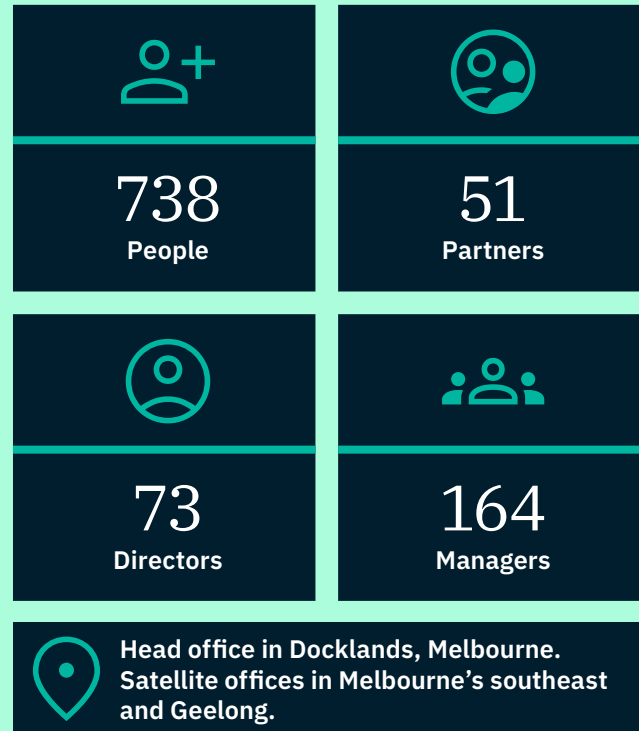 738
People
51
Partners
73
Directors
164
Managers
Head office in Docklands, Melbourne.
Satellite offices in Melbourne’s southeast
and Geelong.